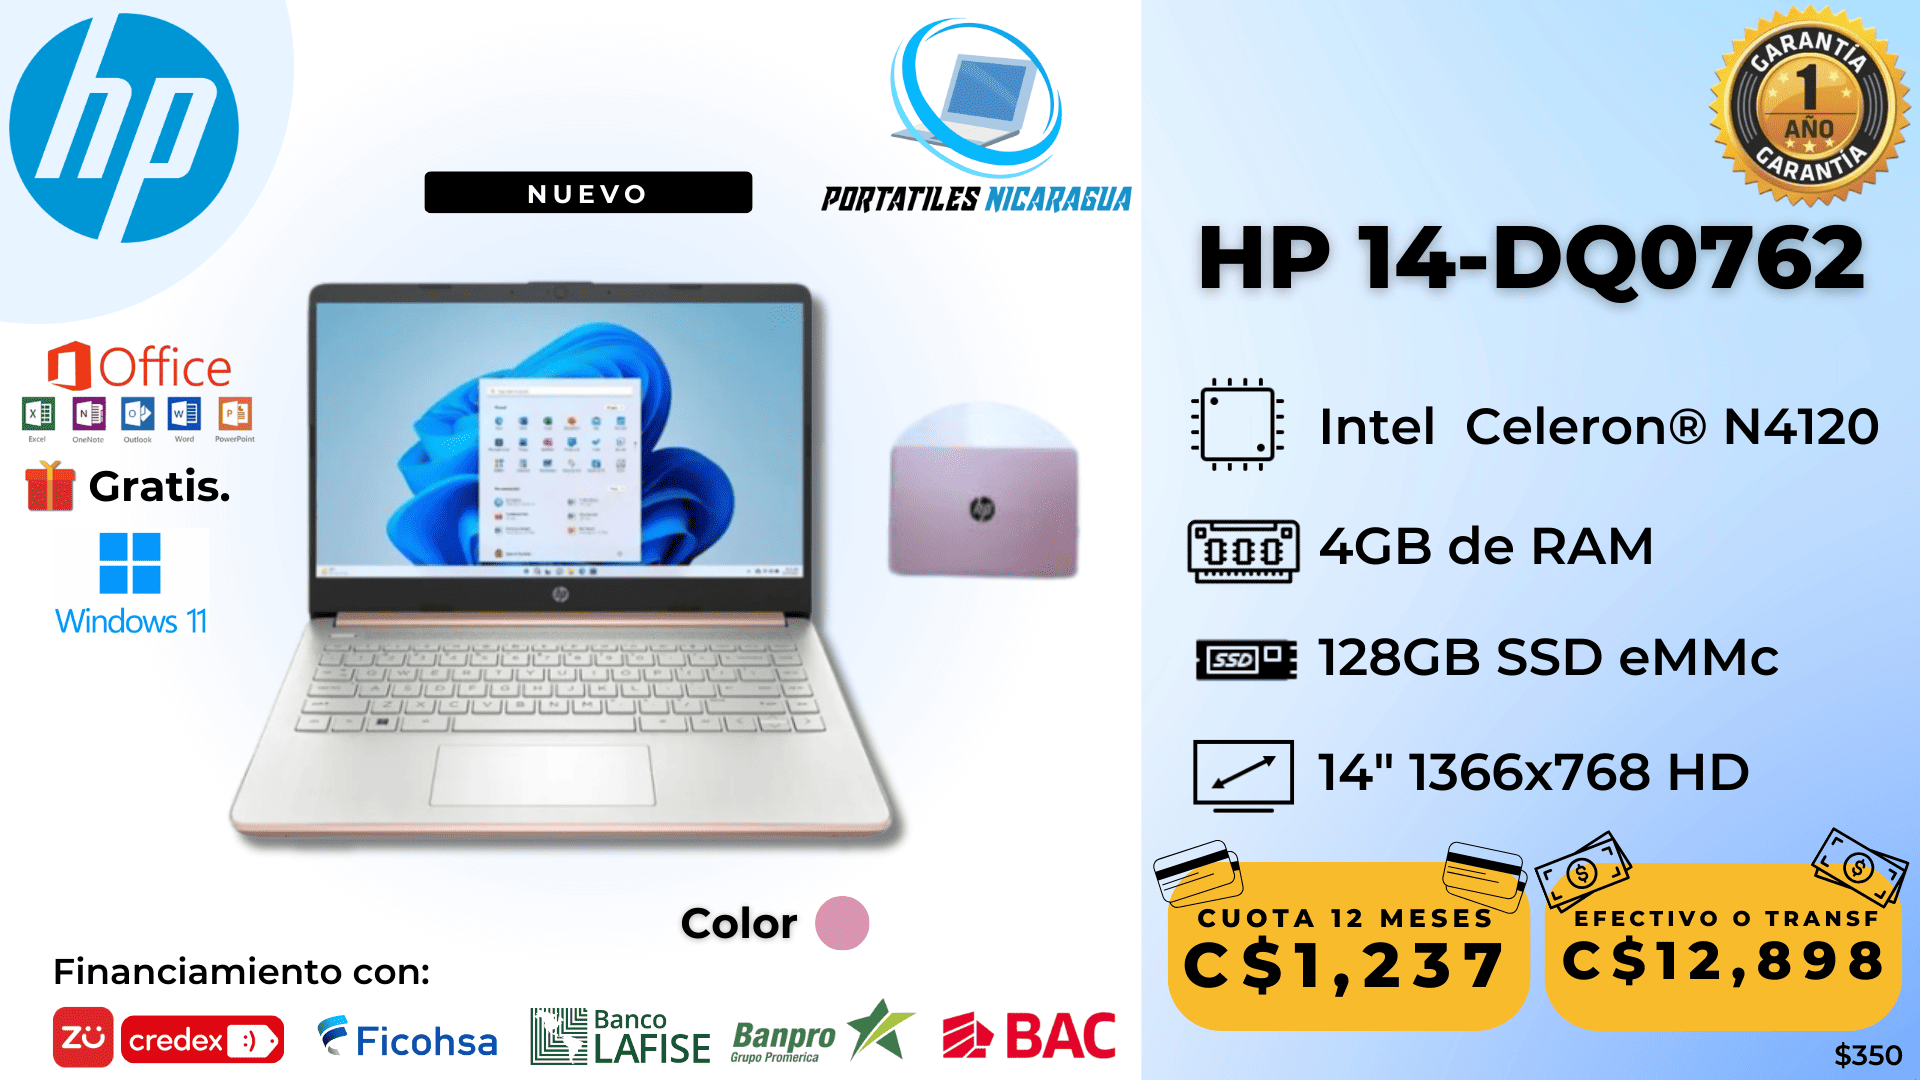 hp
NUEVO
PORTATILES NICARAGUA
GARANTÍA
1
AÑO
GARANTÍA
HP 14-DQ0762
Office
Excel OneNote Outlook Word PowerPoint
Gratis.
Windows 11
Intel Celeron® N4120
4GB de RAM
SSD
128GB SSD eMMc
14" 1366x768 HD
Color
CUOTA 12 MESES
C$1,237
EFECTIVO O TRANSF
C$12,898
$350
Financiamiento con:
ZU
credex :)
Ficohsa
Banco
LAFISE
Banpro
Grupo Promerica
BAC